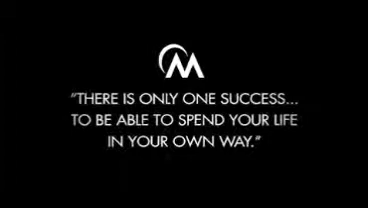 "THERE IS ONLY ONE SUCCESS...
TO BE ABLE TO SPEND YOUR LIFE
IN YOUR OWN WAY."